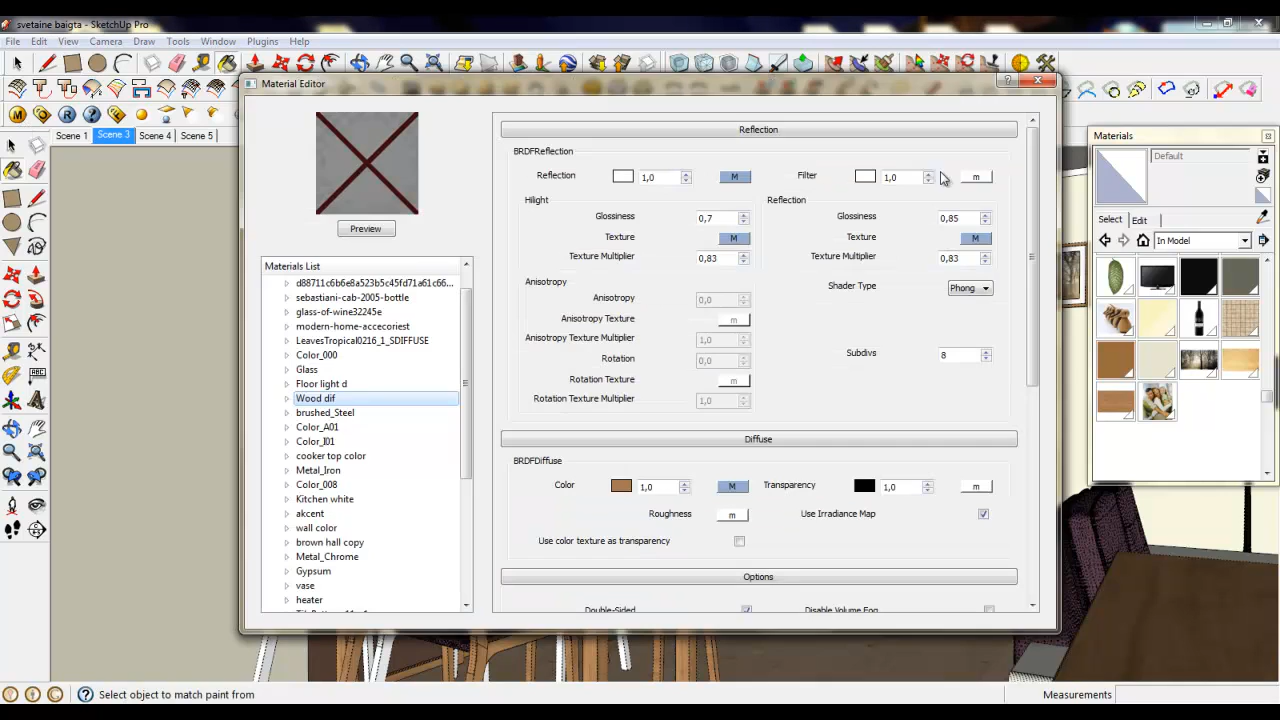 svetaine baigta - SketchUp Pro
File Edit View Camera Draw Tools Window Plugins Help
M R
Scene 1 Scene 3 Scene 4 Scene 5
Material Editor
Preview
Materials List
d88711c6b6e8a523b5c45fd71a61c66...
sebastiani-cab-2005-bottle
glass-of-wine32245e
modern-home-accecoriest
LeavesTropical0216_1_SDIFFUSE
Color_000
Glass
Floor light d
Wood dif
brushed_Steel
Color_A01
Color_I01
cooker top color
Metal_Iron
Color_008
Kitchen white
akcent
wall color
brown hall copy
Metal_Chrome
Gypsum
vase
heater
Reflection
BRDFReflection
Reflection 1,0 M Filter 1,0 m
Hilight Reflection
Glossiness 0,7 Glossiness 0,85
Texture M Texture M
Texture Multiplier 0,83 Texture Multiplier 0,83
Anisotropy Shader Type Phong
Anisotropy 0,0
Anisotropy Texture m
Anisotropy Texture Multiplier 1,0
Rotation 0,0 Subdivs 8
Rotation Texture m
Rotation Texture Multiplier 1,0
Diffuse
BRDFDiffuse
Color 1,0 M Transparency 1,0 m
Roughness m Use Irradiance Map
Use color texture as transparency
Options
Double-Sided Disable Volume Fog
Materials
Default
Select Edit
In Model
ABC
Select object to match paint from
Measurements